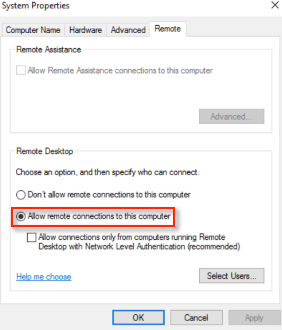 System Properties
Computer Name Hardware Advanced Remote
Remote Assistance
Allow Remote Assistance connections to this computer
Advanced...
Remote Desktop
Choose an option, and then specify who can connect.
Don't allow remote connections to this computer
Allow remote connections to this computer
Allow connections only from computers running Remote
Desktop with Network Level Authentication (recommended)
Help me choose Select Users...
OK Cancel Apply